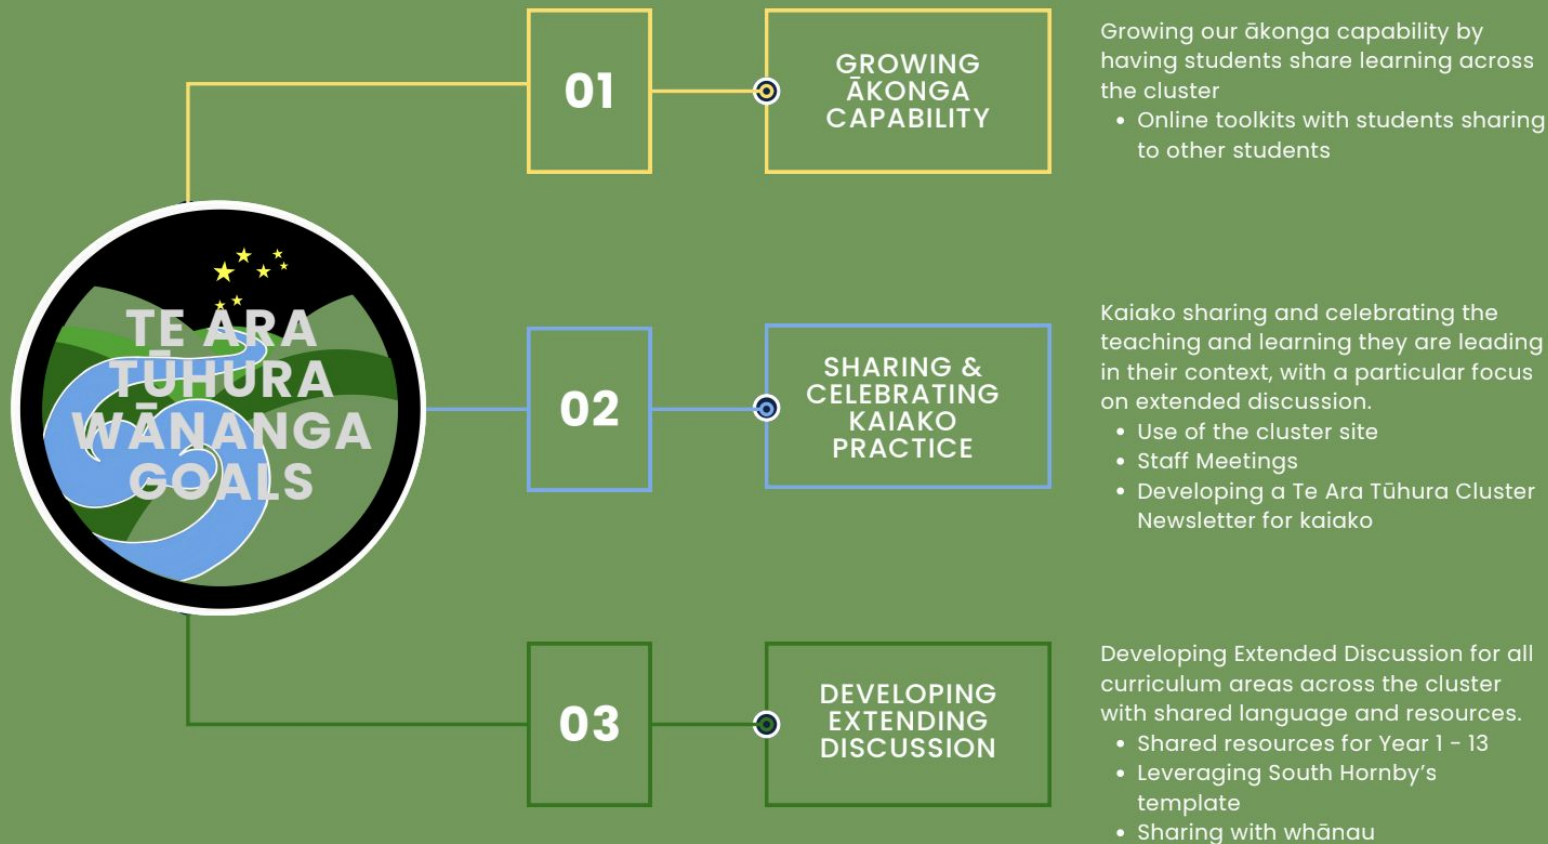 TE ARA
TŪHURA
WĀNANGA
GOALS
01
GROWING
ĀKONGA
CAPABILITY
Growing our ākonga capability by
having students share learning across
the cluster
• Online toolkits with students sharing
to other students
02
SHARING &
CELEBRATING
KAIAKO
PRACTICE
Kaiako sharing and celebrating the
teaching and learning they are leading
in their context, with a particular focus
on extended discussion.
• Use of the cluster site
• Staff Meetings
• Developing a Te Ara Tūhura Cluster
Newsletter for kaiako
03
DEVELOPING
EXTENDING
DISCUSSION
Developing Extended Discussion for all
curriculum areas across the cluster
with shared language and resources.
• Shared resources for Year 1 - 13
• Leveraging South Hornby's
template
• Sharing with whānau